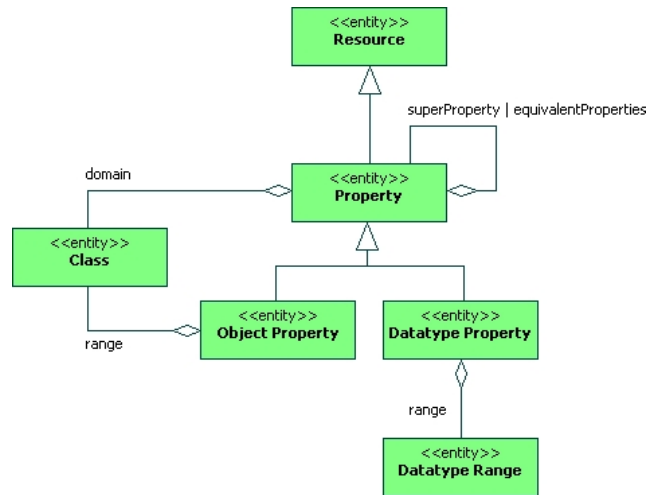 <<entity>>
Resource
superProperty | equivalentProperties
<<entity>>
Property
domain
<<entity>>
Class
<<entity>>
Object Property
<<entity>>
Datatype Property
range
range
<<entity>>
Datatype Range